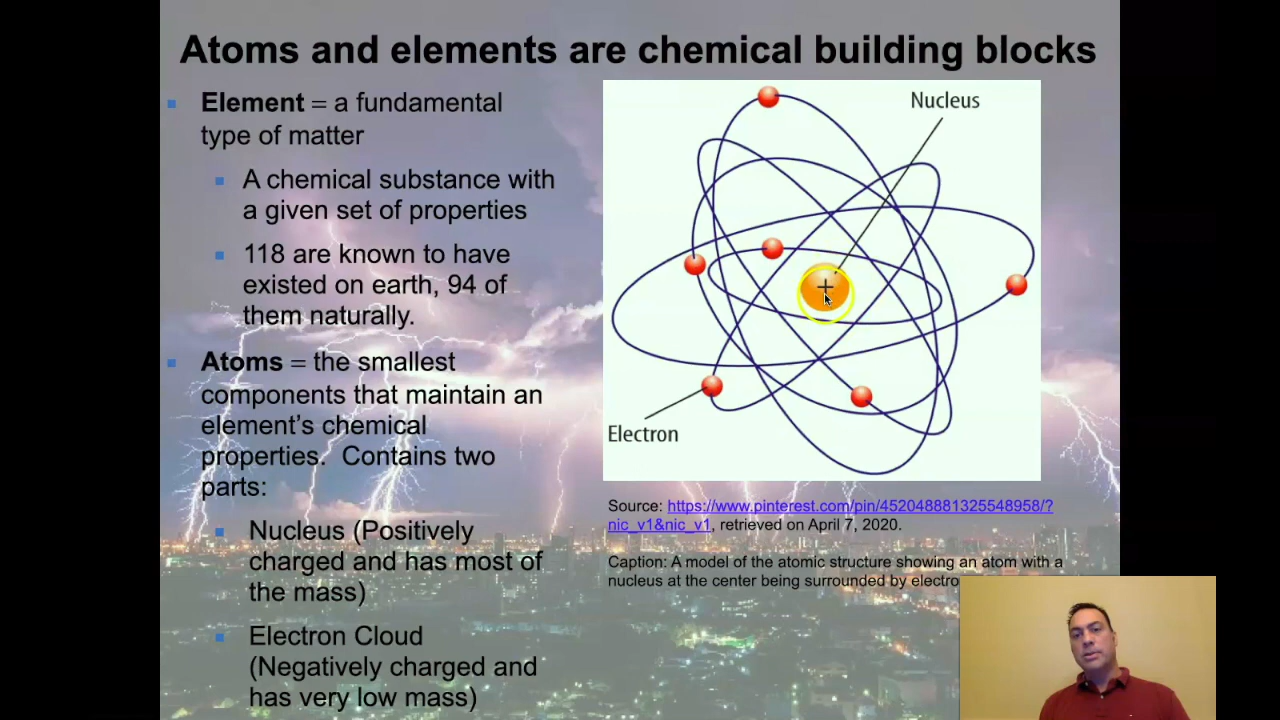 Atoms and elements are chemical building blocks
Element = a fundamental
type of matter
A chemical substance with
a given set of properties
118 are known to have
existed on earth, 94 of
them naturally.
Atoms = the smallest
components that maintain an
element's chemical
properties. Contains two
parts:
Nucleus (Positively
charged and has most of
the mass)
Electron Cloud
(Negatively charged and
has very low mass)
Nucleus
+
Electron
Source: https://www.pinterest.com/pin/452048881325548958/?
nic_v1&nic_v1, retrieved on April 7, 2020.
Caption: A model of the atomic structure showing an atom with a
nucleus at the center being surrounded by electro